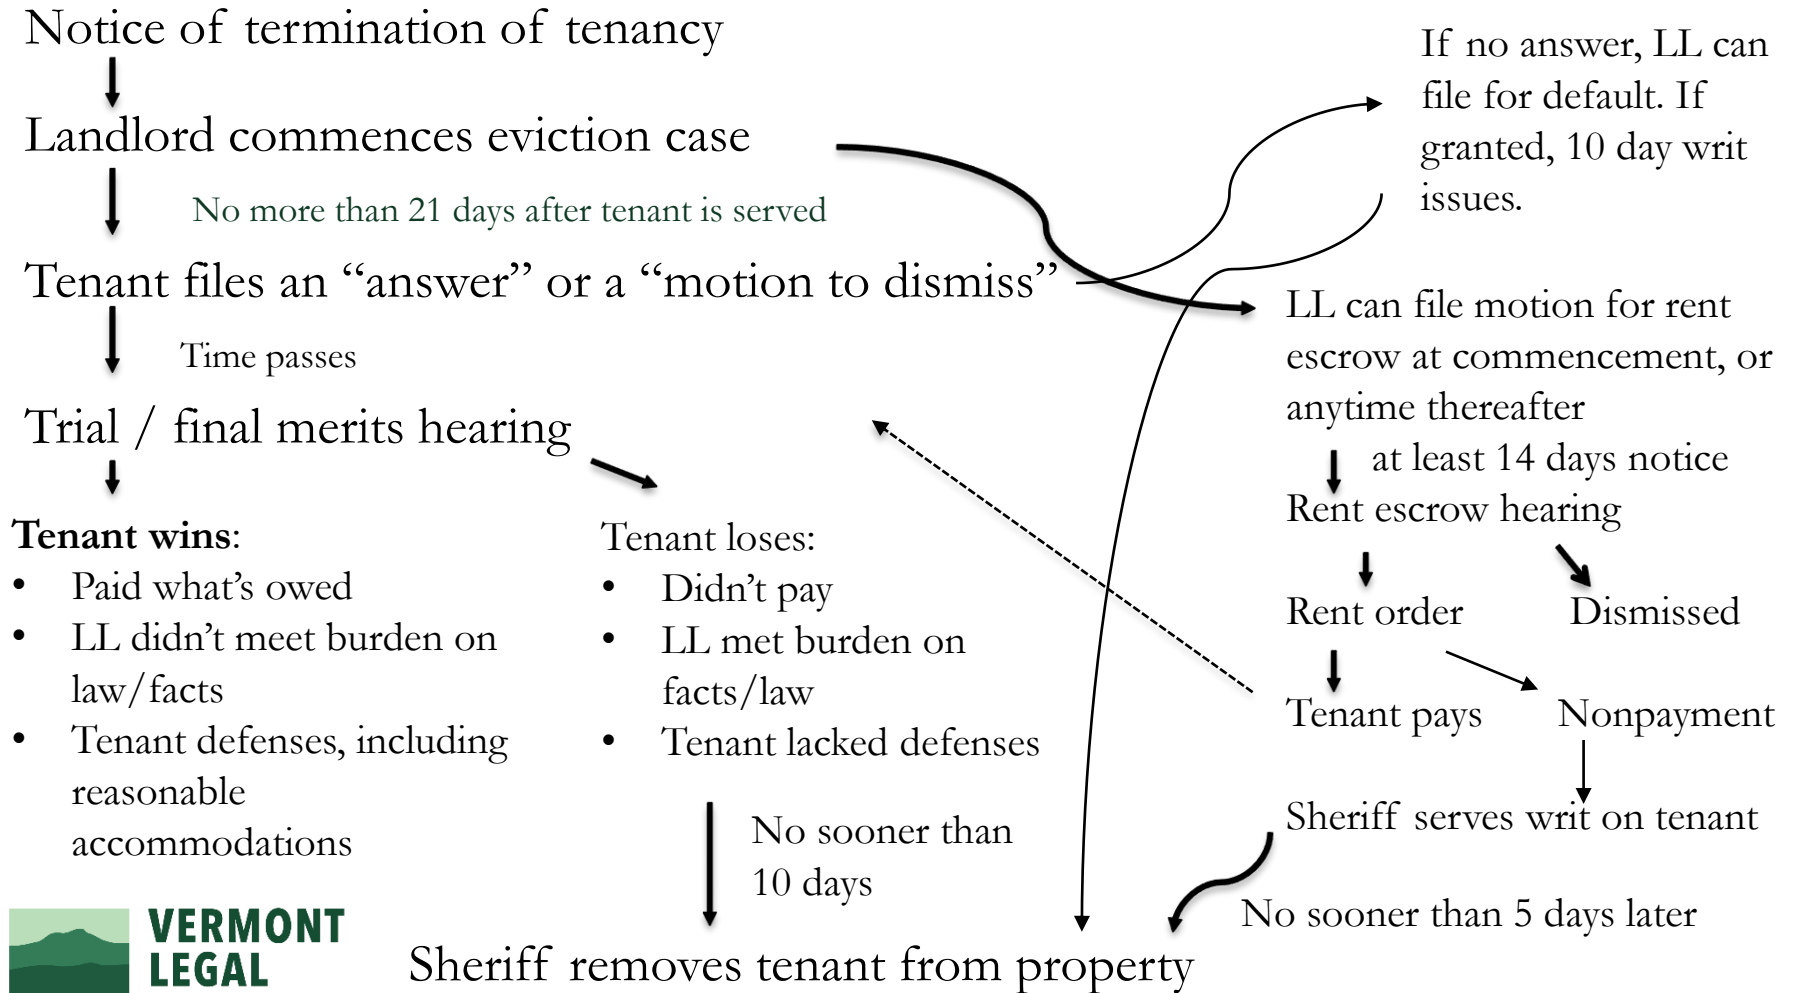 Notice of termination of tenancy
Landlord commences eviction case
No more than 21 days after tenant is served
Tenant files an “answer” or a “motion to dismiss”
Time passes
Trial / final merits hearing
Tenant wins:
• Paid what’s owed
• LL didn’t meet burden on
law/facts
• Tenant defenses, including
reasonable
accommodations
Tenant loses:
• Didn’t pay
• LL met burden on
facts/law
• Tenant lacked defenses
No sooner than
10 days
If no answer, LL can
file for default. If
granted, 10 day writ
issues.
LL can file motion for rent
escrow at commencement, or
anytime thereafter
at least 14 days notice
Rent escrow hearing
Rent order
Dismissed
Tenant pays
Nonpayment
Sheriff serves writ on tenant
No sooner than 5 days later
Sheriff removes tenant from property
VERMONT
LEGAL